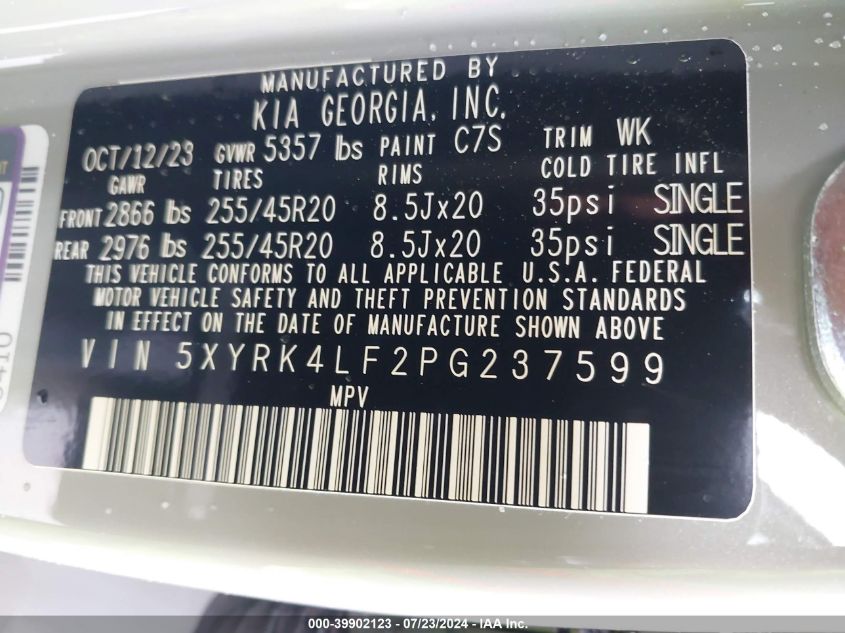 MANUFACTURED BY
KIA GEORGIA, INC.
OCT/12/23 GVWR 5357 lbs PAINT C7S TRIM WK
GAWR TIRES RIMS COLD TIRE INFL
FRONT 2866 lbs 255/45R20 8.5Jx20 35psi SINGLE
REAR 2976 lbs 255/45R20 8.5Jx20 35psi SINGLE
THIS VEHICLE CONFORMS TO ALL APPLICABLE U.S.A. FEDERAL
MOTOR VEHICLE SAFETY AND THEFT PREVENTION STANDARDS
IN EFFECT ON THE DATE OF MANUFACTURE SHOWN ABOVE
VIN 5XYRK4LF2PG237599
MPV
000-39902123 - 07/23/2024 - IAA Inc.